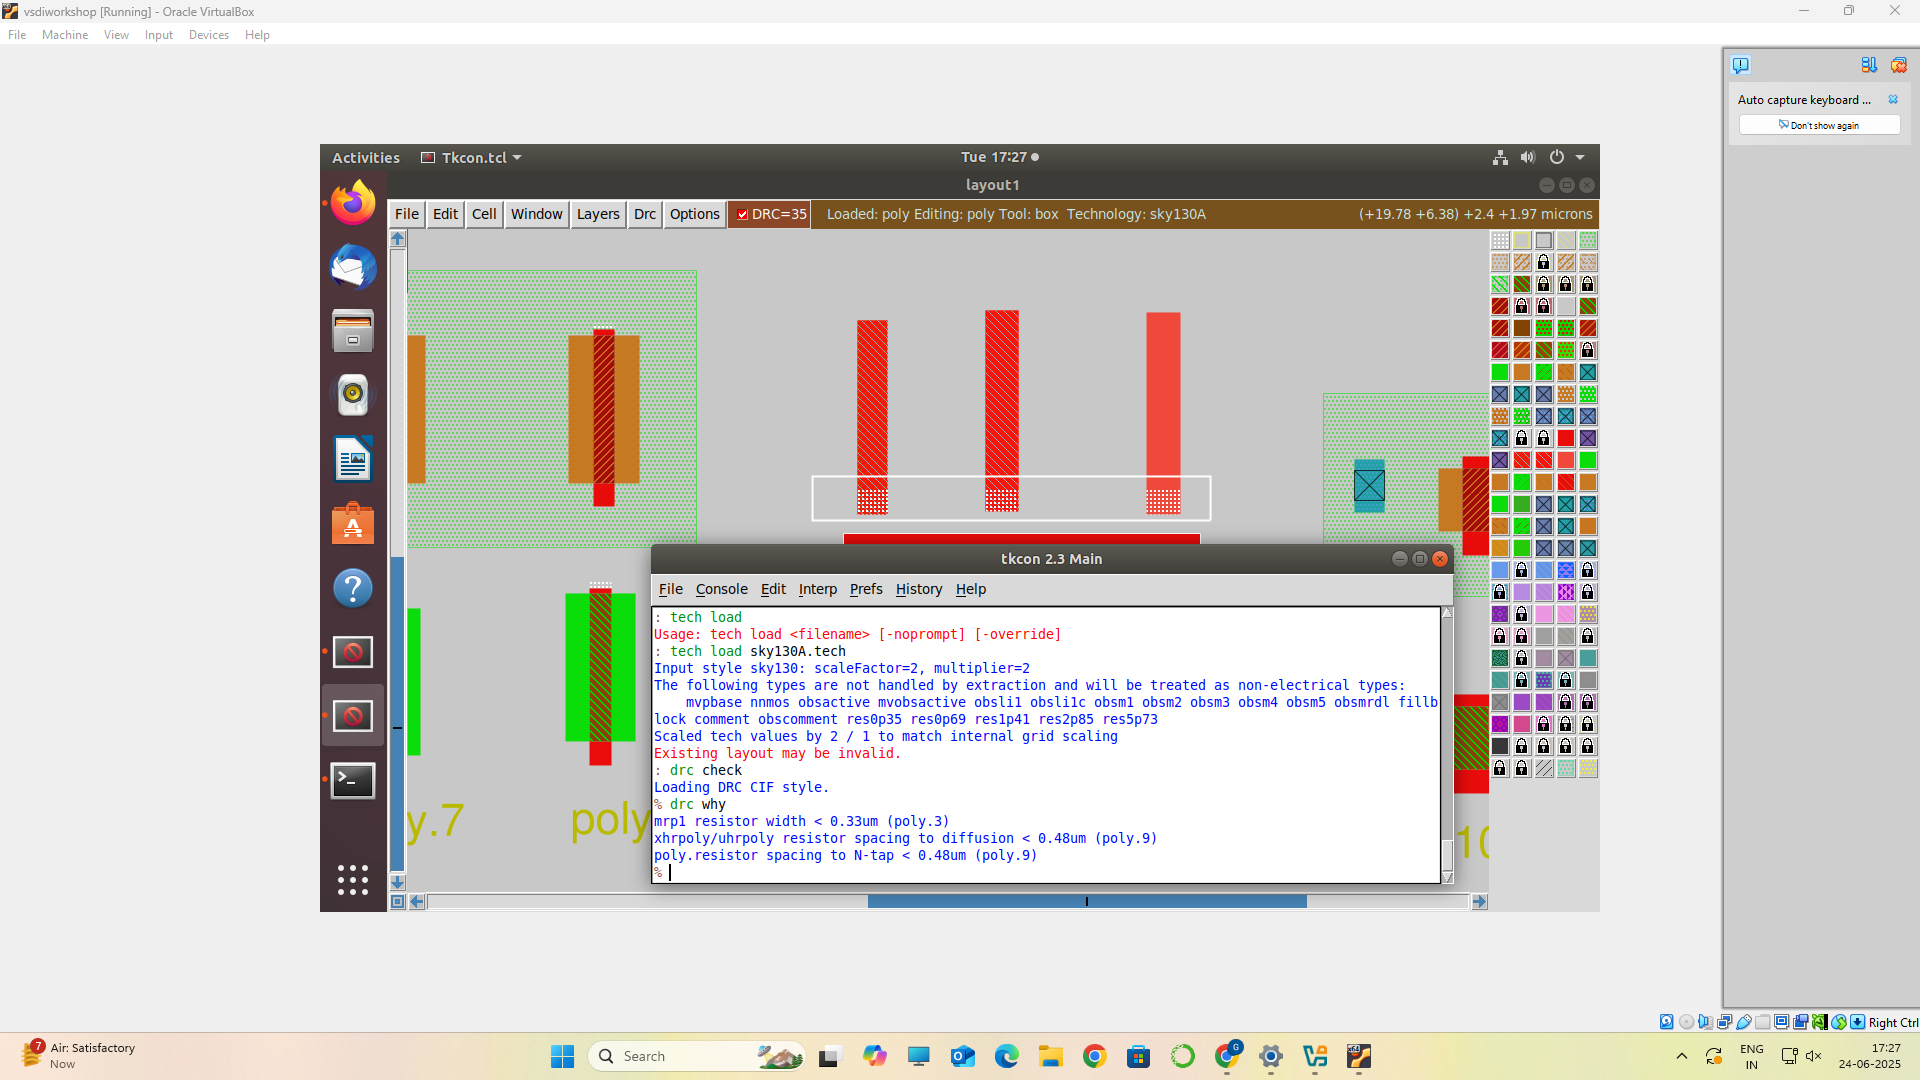 vsdiworkshop [Running] - Oracle VirtualBox
File Machine View Input Devices Help
Auto capture keyboard ...
Don't show again
Activities Tkcon.tcl Tue 17:27
layout1
File Edit Cell Window Layers Drc Options DRC=35 Loaded: poly Editing: poly Tool: box Technology: sky130A (+19.78 +6.38) +2.4 +1.97 microns
tkcon 2.3 Main
File Console Edit Interp Prefs History Help
: tech load
Usage: tech load <filename> [-noprompt] [-override]
: tech load sky130A.tech
Input style sky130: scaleFactor=2, multiplier=2
The following types are not handled by extraction and will be treated as non-electrical types:
mvpbase nnmos obsactive mvobsactive obsli1 obsli1c obsm1 obsm2 obsm3 obsm4 obsm5 obsmrdl fillb
lock comment obscomment res0p35 res0p69 res1p41 res2p85 res5p73
Scaled tech values by 2 / 1 to match internal grid scaling
Existing layout may be invalid.
: drc check
Loading DRC CIF style.
% drc why
mrp1 resistor width < 0.33um (poly.3)
xhrpoly/uhrpoly resistor spacing to diffusion < 0.48um (poly.9)
poly.resistor spacing to N-tap < 0.48um (poly.9)
%
y.7 poly 10
Right Ctrl
7 Air: Satisfactory
Now
Search
G
ENG
IN
17:27
24-06-2025